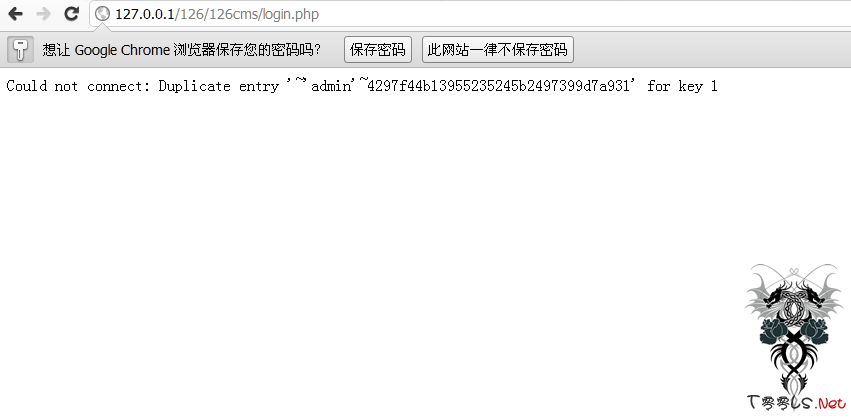 127.0.0.1/126/126cms/login.php
想让 Google Chrome 浏览器保存您的密码吗? 保存密码 此网站一律不保存密码
Could not connect: Duplicate entry '~'admin'~4297f44b13955235245b2497399d7a931' for key 1
T00LS.Net